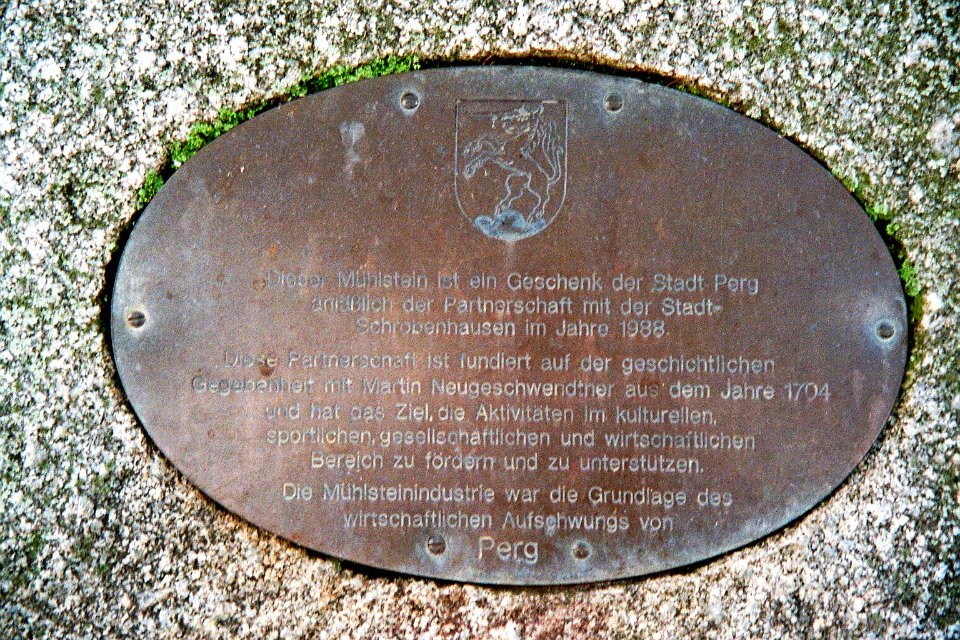 Dieser Mühlstein ist ein Geschenk der Stadt Perg
anläßlich der Partnerschaft mit der Stadt-
Schrobenhausen im Jahre 1988.
Diese Partnerschaft ist fundiert auf der geschichtlichen
Gegebenheit mit Martin Neugeschwendtner aus dem Jahre 1704
und hat das Ziel, die Aktivitäten im kulturellen,
sportlichen, gesellschaftlichen und wirtschaftlichen
Bereich zu fördern und zu unterstützen.
Die Mühlsteinindustrie war die Grundlage des
wirtschaftlichen Aufschwungs von
Perg